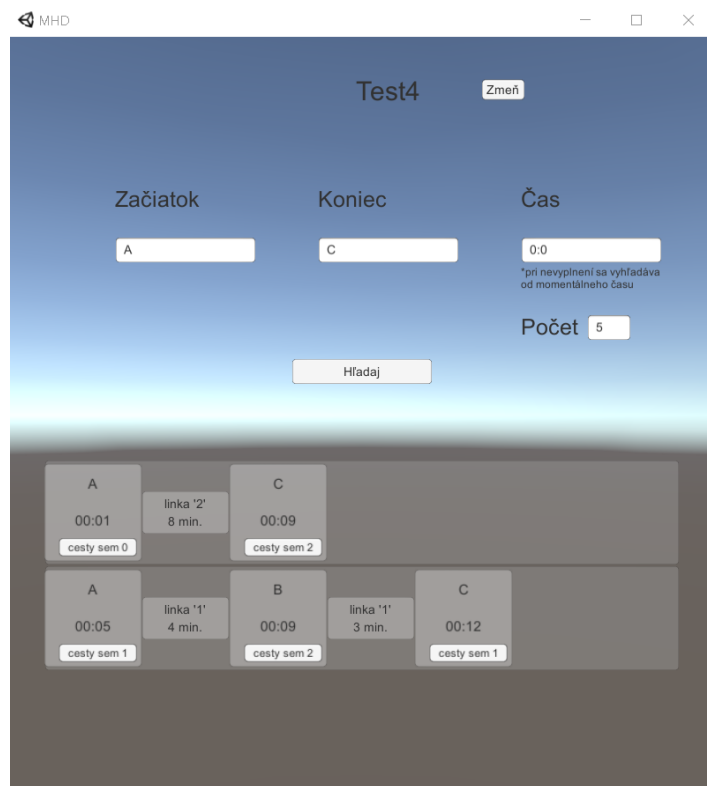 MHD
Test4
Zmeň
Začiatok
Koniec
Čas
A
C
0:0
*pri nevyplnení sa vyhľadáva
od momentálneho času
Počet
5
Hľadaj
A
00:01
cesty sem 0
linka '2'
8 min.
C
00:09
cesty sem 2
A
00:05
cesty sem 1
linka '1'
4 min.
B
00:09
cesty sem 2
linka '1'
3 min.
C
00:12
cesty sem 1